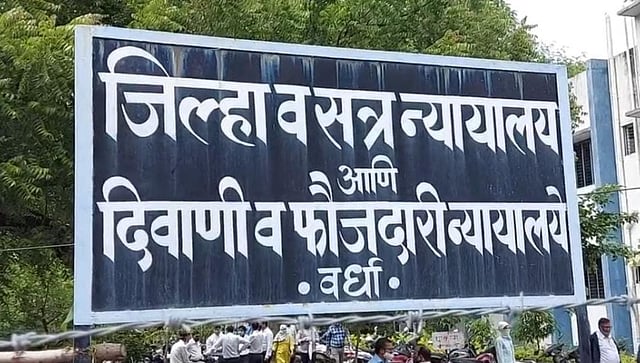 जिल्हा व सत्र न्यायालय
आणि
दिवाणी व फौजदारी न्यायालये
• वर्धा •